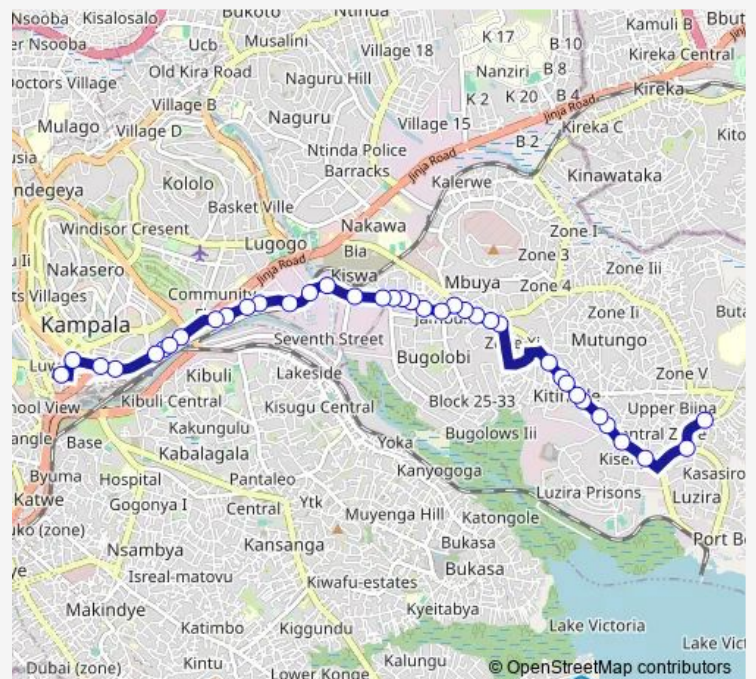 Nsooba Kisalosalo
Bukoto
Ntinda
Kamuli B
Bbut
er Nsooba
Ucb
Musalini
Village 18
K 17
B 10
Kireka Central
Doctors Village
Old Kira Road
Naguru Hill
Nanziri
B 8
Kireka
Village B
K 2
K 20
B 4
Jinja Road
Mulago
Village D
Naguru
Village 15
Kireka C
Kito
usia
Ntinda Police
Barracks
Jinja Road
B 2
ndegeya
Kololo
Kalerwe
Kinawataka
Basket Ville
Windsor Cresent
Nakawa
Zone I
Lugogo
Bia
Zone 3
Zone Iii
u Ii
Nakasero
Jinja Road
Kiswa
Mbuya
Zone 4
ts Villages
Community
Zone Ii
Buta
Kampala
Seventh Street
Mutungo
Luw
Kibuli
Lakeside
Bugolobi
Zone V
hool View
Kibuli Central
Kisugu Central
Block 25-33
Upper Biina
angle
Base
Kakungulu
Yoka
Bugolows Iii
Kabalagala
Byuma
Hospital
Pantaleo
Kanyogoga
Kasasiro
Katwe
Gogonya I
Central
Ytk
Luzira Prisons
Luzira
Muyenga Hill
Katongole
uko (zone)
Nsambya
Kansanga
Bukasa
Port Be
Isreal-matovu
Kiwafu-estates
Bukasa
Makindye
Kyeitabya
Katimbo
Kiggundu
Lake Victoria
Kintu
Kalungu
Lake Vict
Dubai (zone)
Lower Konge
© OpenStreetMap contributors